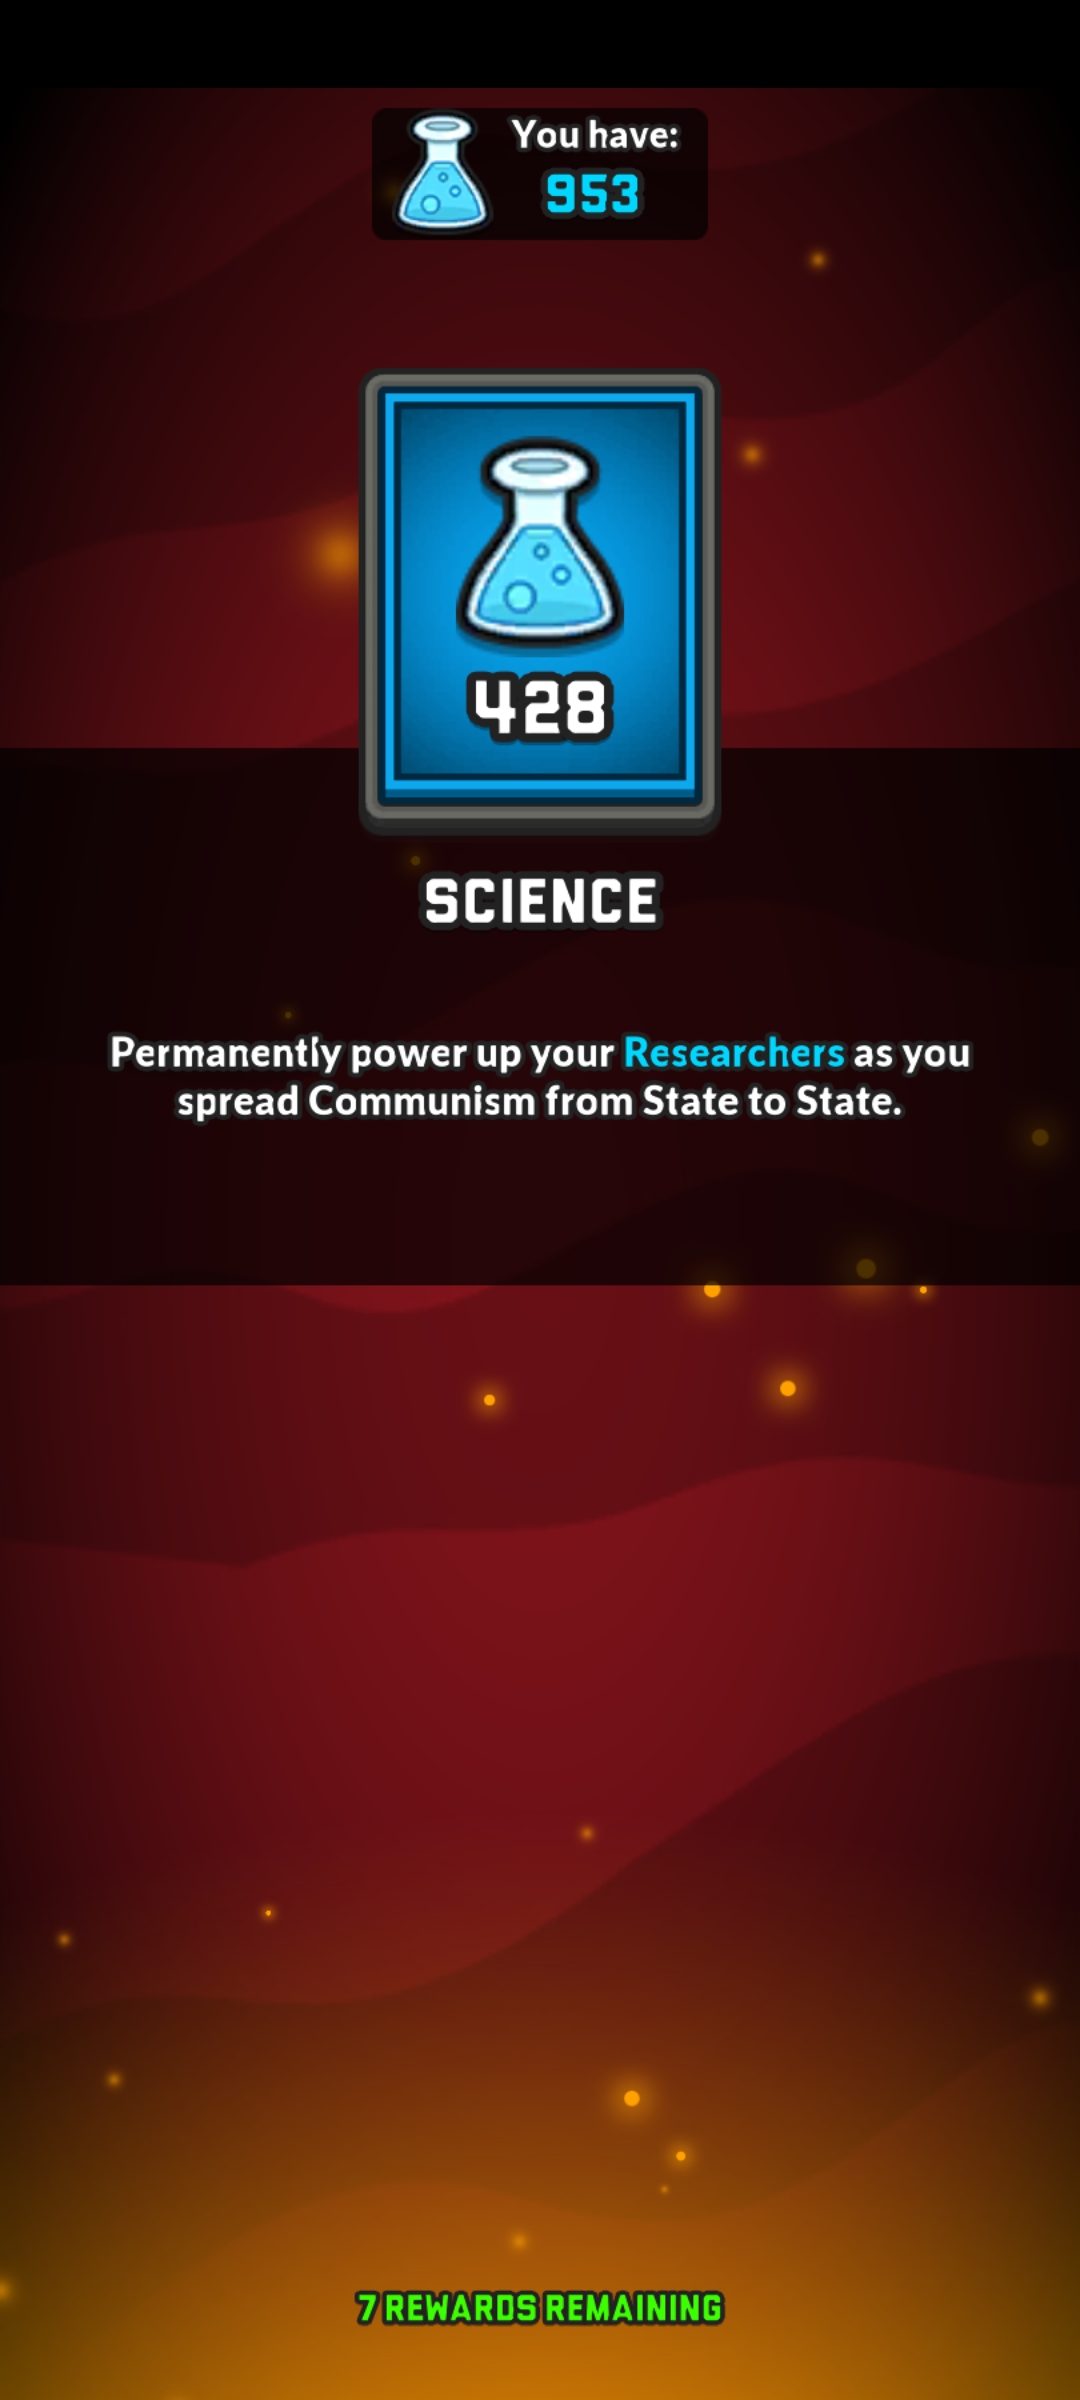 You have:
953
428
SCIENCE
Permanently power up your Researchers as you
spread Communism from State to State.
7 REWARDS REMAINING